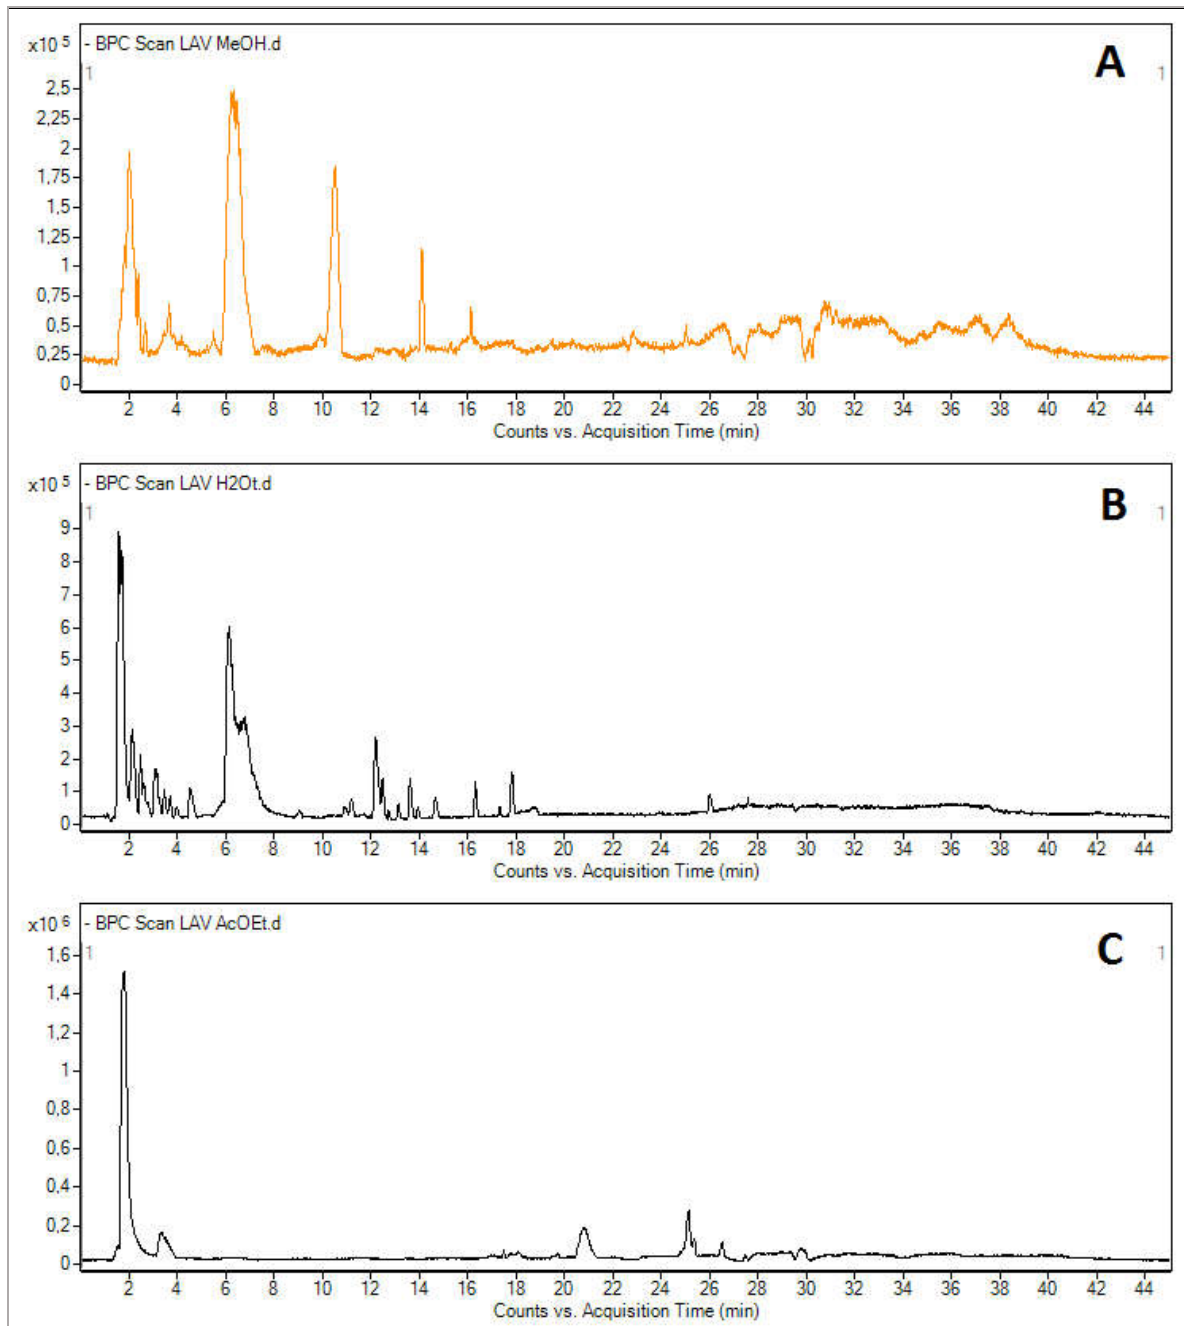 x10 5
- BPC Scan LAV MeOH.d
A
1
1
2,5
2,25
2
1,75
1,5
1,25
1
0,75
0,5
0,25
0
2 4 6 8 10 12 14 16 18 20 22 24 26 28 30 32 34 36 38 40 42 44
Counts vs. Acquisition Time (min)
x10 5
- BPC Scan LAV H2Ot.d
B
1
1
9
8
7
6
5
4
3
2
1
0
2 4 6 8 10 12 14 16 18 20 22 24 26 28 30 32 34 36 38 40 42 44
Counts vs. Acquisition Time (min)
x10 6
- BPC Scan LAV AcOEt.d
C
1
1
1,6
1,4
1,2
1
0,8
0,6
0,4
0,2
0
2 4 6 8 10 12 14 16 18 20 22 24 26 28 30 32 34 36 38 40 42 44
Counts vs. Acquisition Time (min)